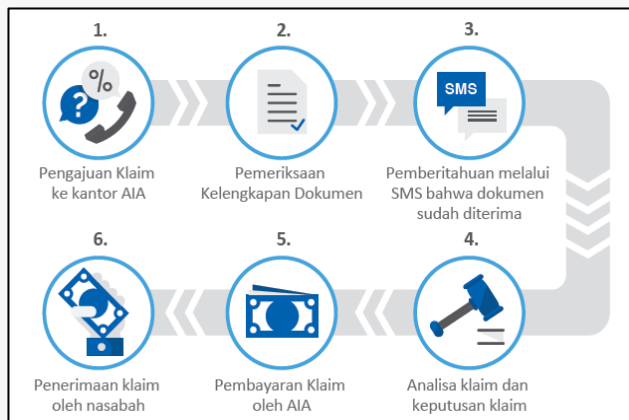 1.
2.
3.
?
%
SMS
Pengajuan Klaim
ke kantor AIA
Pemeriksaan
Kelengkapan Dokumen
Pemberitahuan melalui
SMS bahwa dokumen
sudah diterima
6.
5.
4.
Penerimaan klaim
oleh nasabah
Pembayaran Klaim
oleh AIA
Analisa klaim dan
keputusan klaim